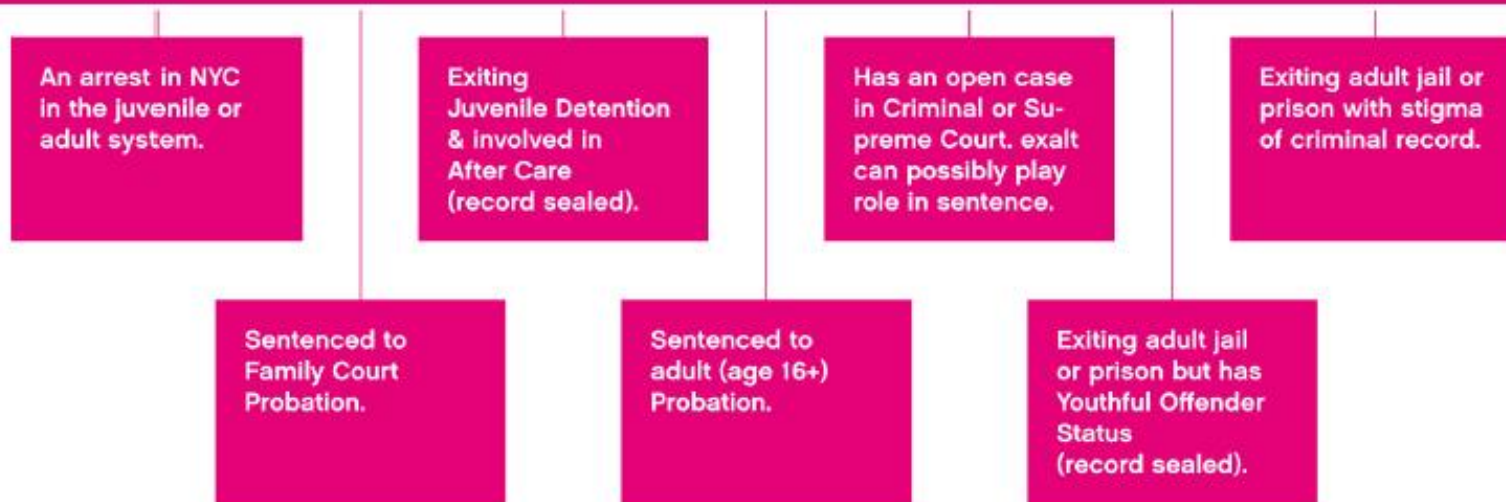 An arrest in NYC
in the juvenile or
adult system.
Exiting
Juvenile Detention
& involved in
After Care
(record sealed).
Has an open case
in Criminal or Su-
preme Court. exalt
can possibly play
role in sentence.
Exiting adult jail or
prison with stigma
of criminal record.
Sentenced to
Family Court
Probation.
Sentenced to
adult (age 16+)
Probation.
Exiting adult jail
or prison but has
Youthful Offender
Status
(record sealed).